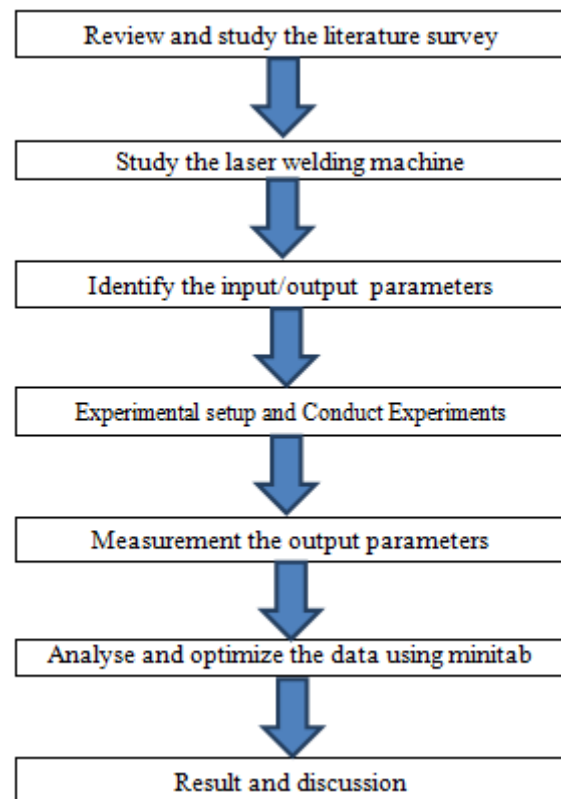 Review and study the literature survey
Study the laser welding machine
Identify the input/output parameters
Experimental setup and Conduct Experiments
Measurement the output parameters
Analyse and optimize the data using minitab
Result and discussion